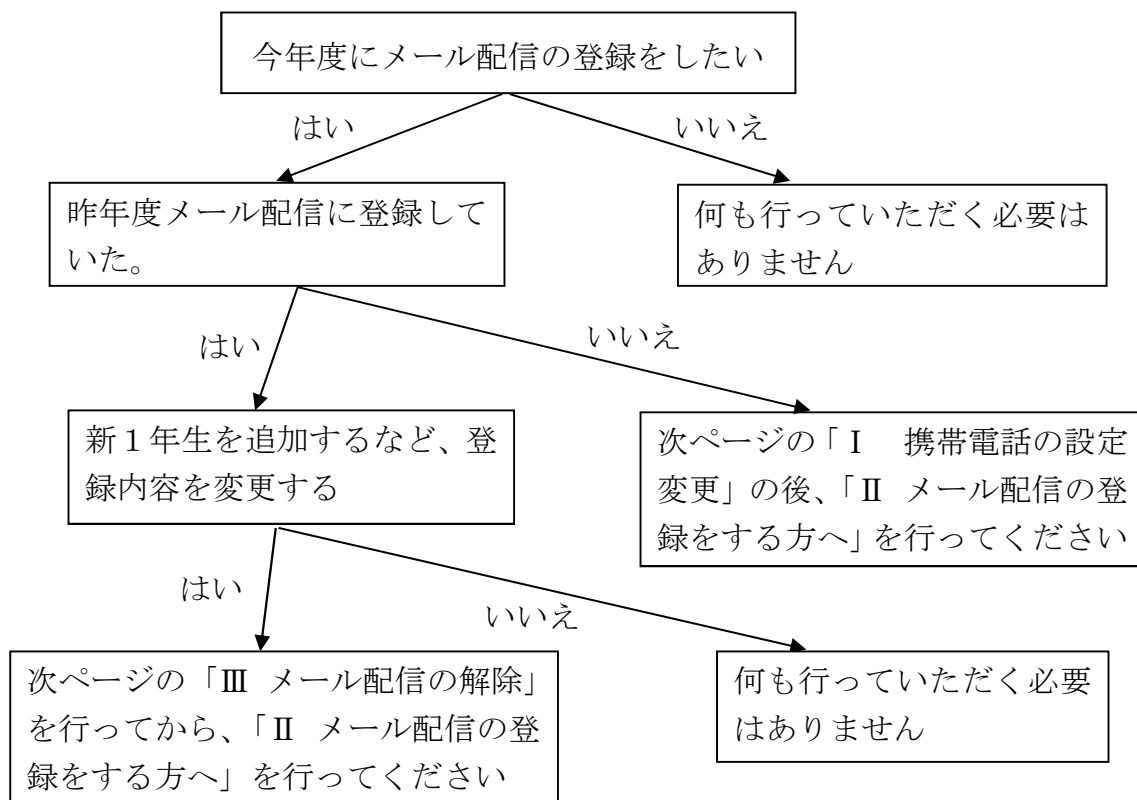 今年度にメール配信の登録をしたい
はい
いいえ
昨年度メール配信に登録して
いた。
何も行っていただく必要は
ありません
はい
いいえ
新１年生を追加するなど、登
録内容を変更する
次ページの「Ⅰ　携帯電話の設定
変更」の後、「Ⅱ メール配信の登
録をする方へ」を行ってください
はい
いいえ
次ページの「Ⅲ メール配信の解除」
を行ってから、「Ⅱ メール配信の登
録をする方へ」を行ってください
何も行っていただく必要
はありません